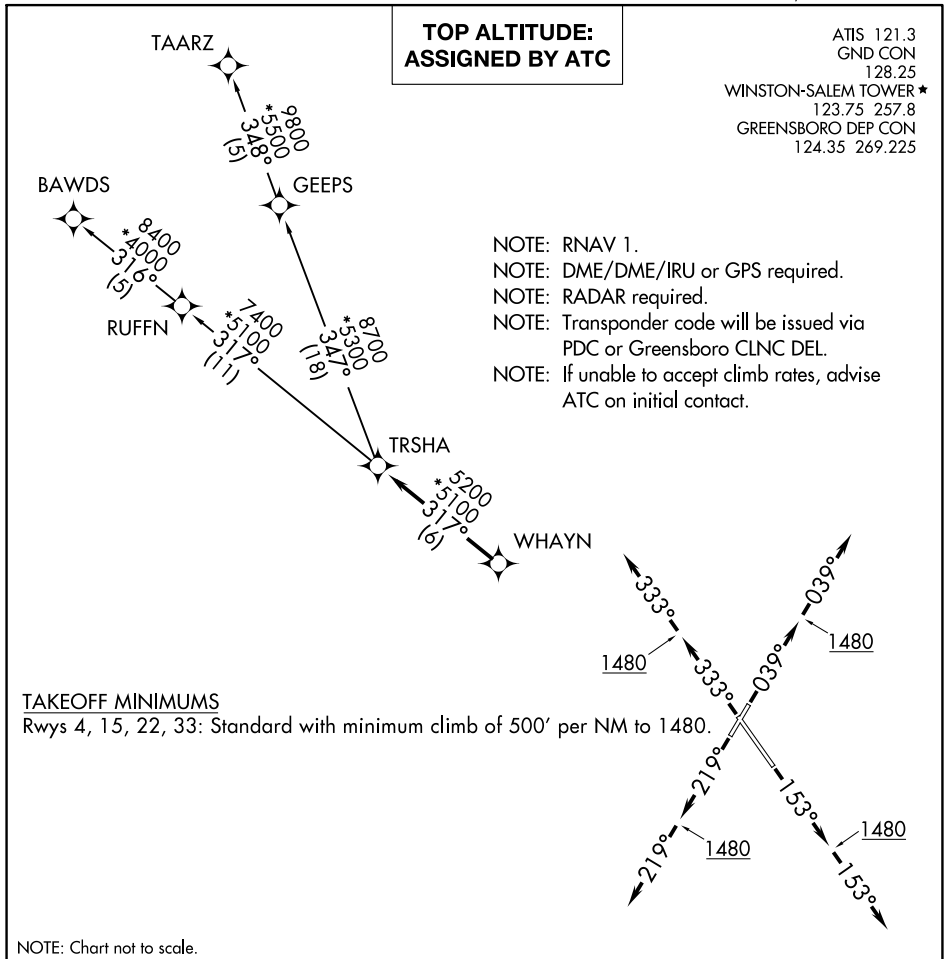 TOP ALTITUDE:
ASSIGNED BY ATC
ATIS 121.3
GND CON
128.25
WINSTON-SALEM TOWER ★
123.75 257.8
GREENSBORO DEP CON
124.35 269.225
TAARZ
9800
*5500
348°
(5)
GEEPS
BAWDS
8400
*4000
316°
(5)
RUFFN
7400
*5100
317°
(11)
8700
*5300
347°
(18)
NOTE: RNAV 1.
NOTE: DME/DME/IRU or GPS required.
NOTE: RADAR required.
NOTE: Transponder code will be issued via
PDC or Greensboro CLNC DEL.
NOTE: If unable to accept climb rates, advise
ATC on initial contact.
TRSHA
5200
*5100
317°
(6)
WHAYN
333°
039°
1480
1480
333°
039°
TAKEOFF MINIMUMS
Rwys 4, 15, 22, 33: Standard with minimum climb of 500' per NM to 1480.
219°
153°
1480
1480
219°
153°
NOTE: Chart not to scale.